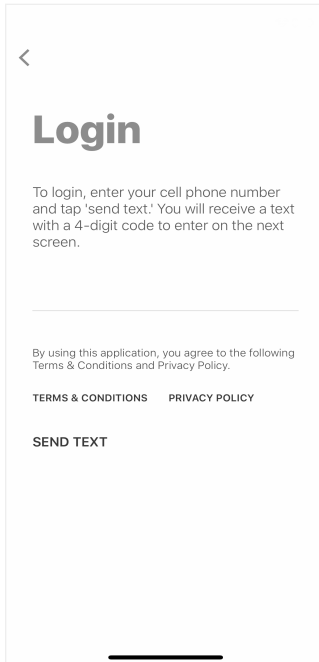 Login
To login, enter your cell phone number
and tap 'send text.' You will receive a text
with a 4-digit code to enter on the next
screen.
By using this application, you agree to the following
Terms & Conditions and Privacy Policy.
TERMS & CONDITIONS PRIVACY POLICY
SEND TEXT